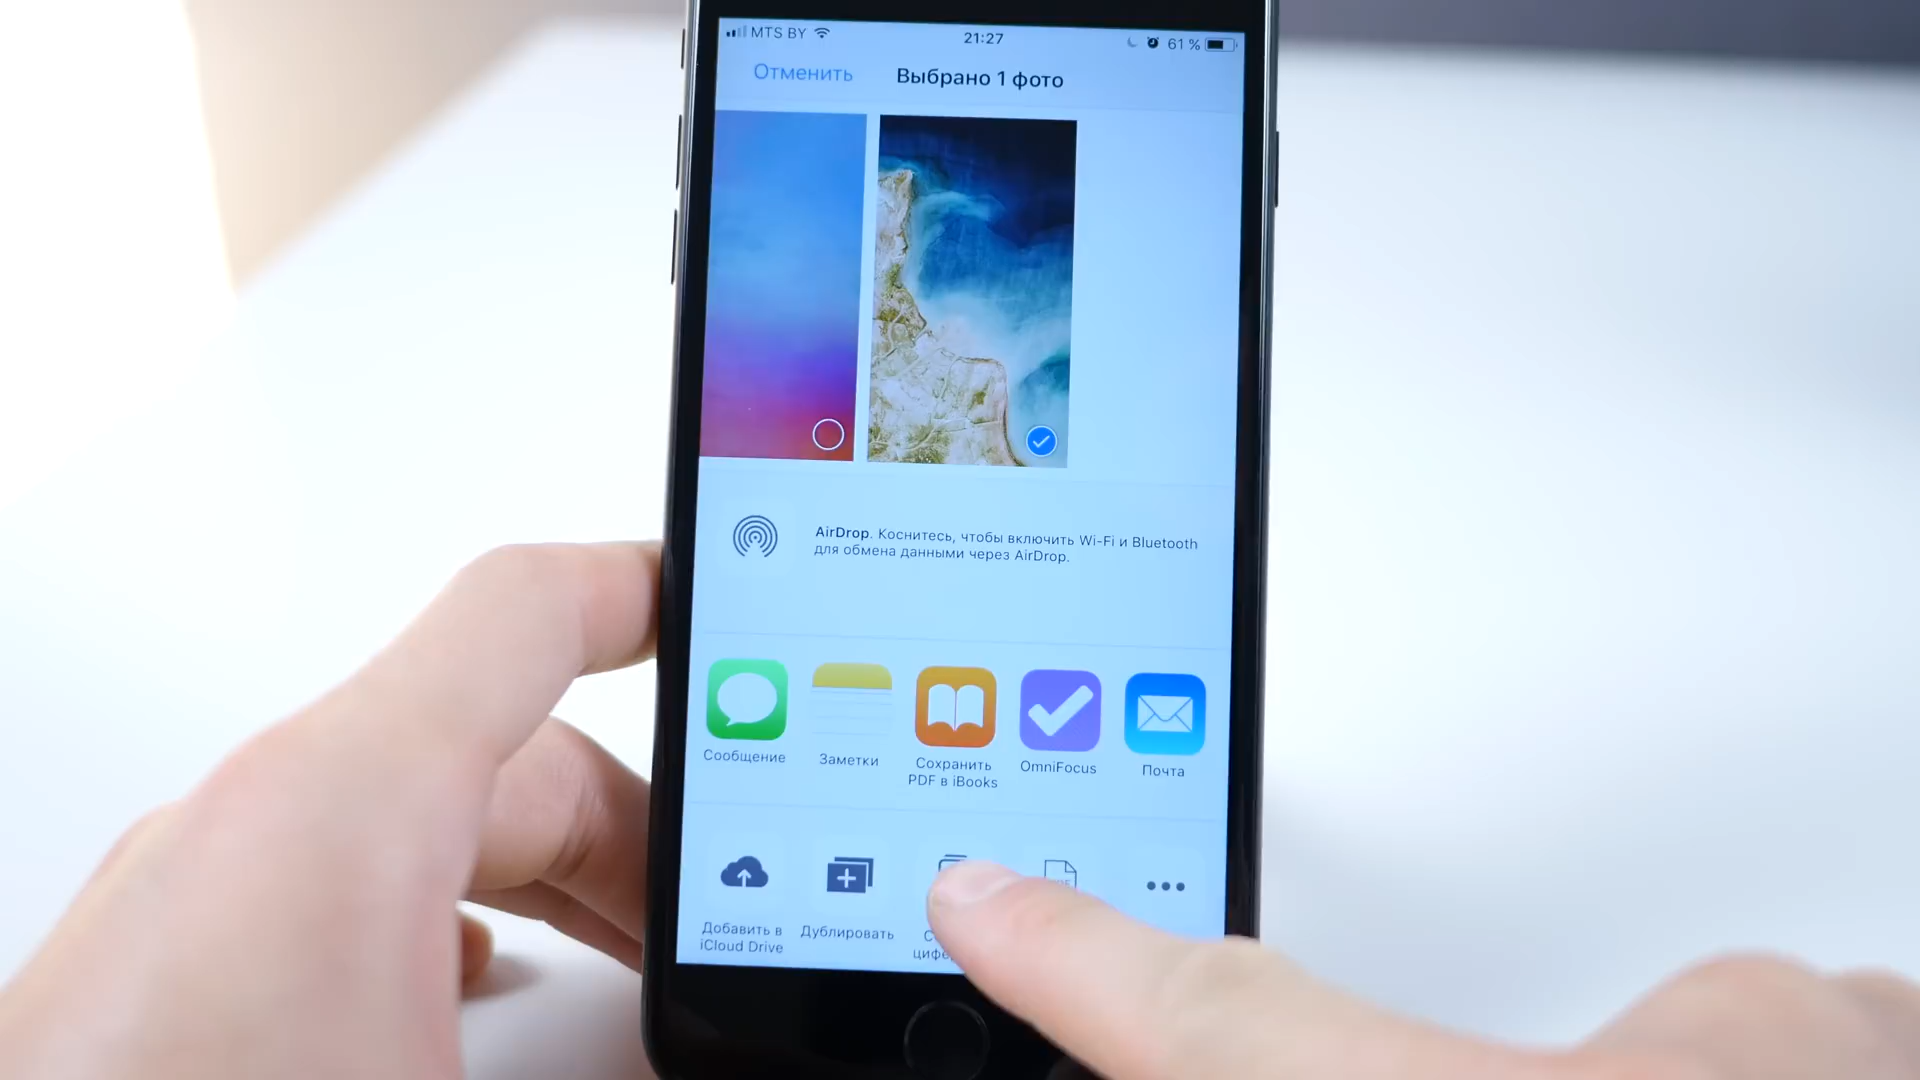 MTS BY
21:27
61 %
Отменить
Выбрано 1 фото
AirDrop. Коснитесь, чтобы включить Wi-Fi и Bluetooth
для обмена данными через AirDrop.
Сообщение
Заметки
Сохранить
PDF в iBooks
OmniFocus
Почта
Добавить в
iCloud Drive
Дублировать